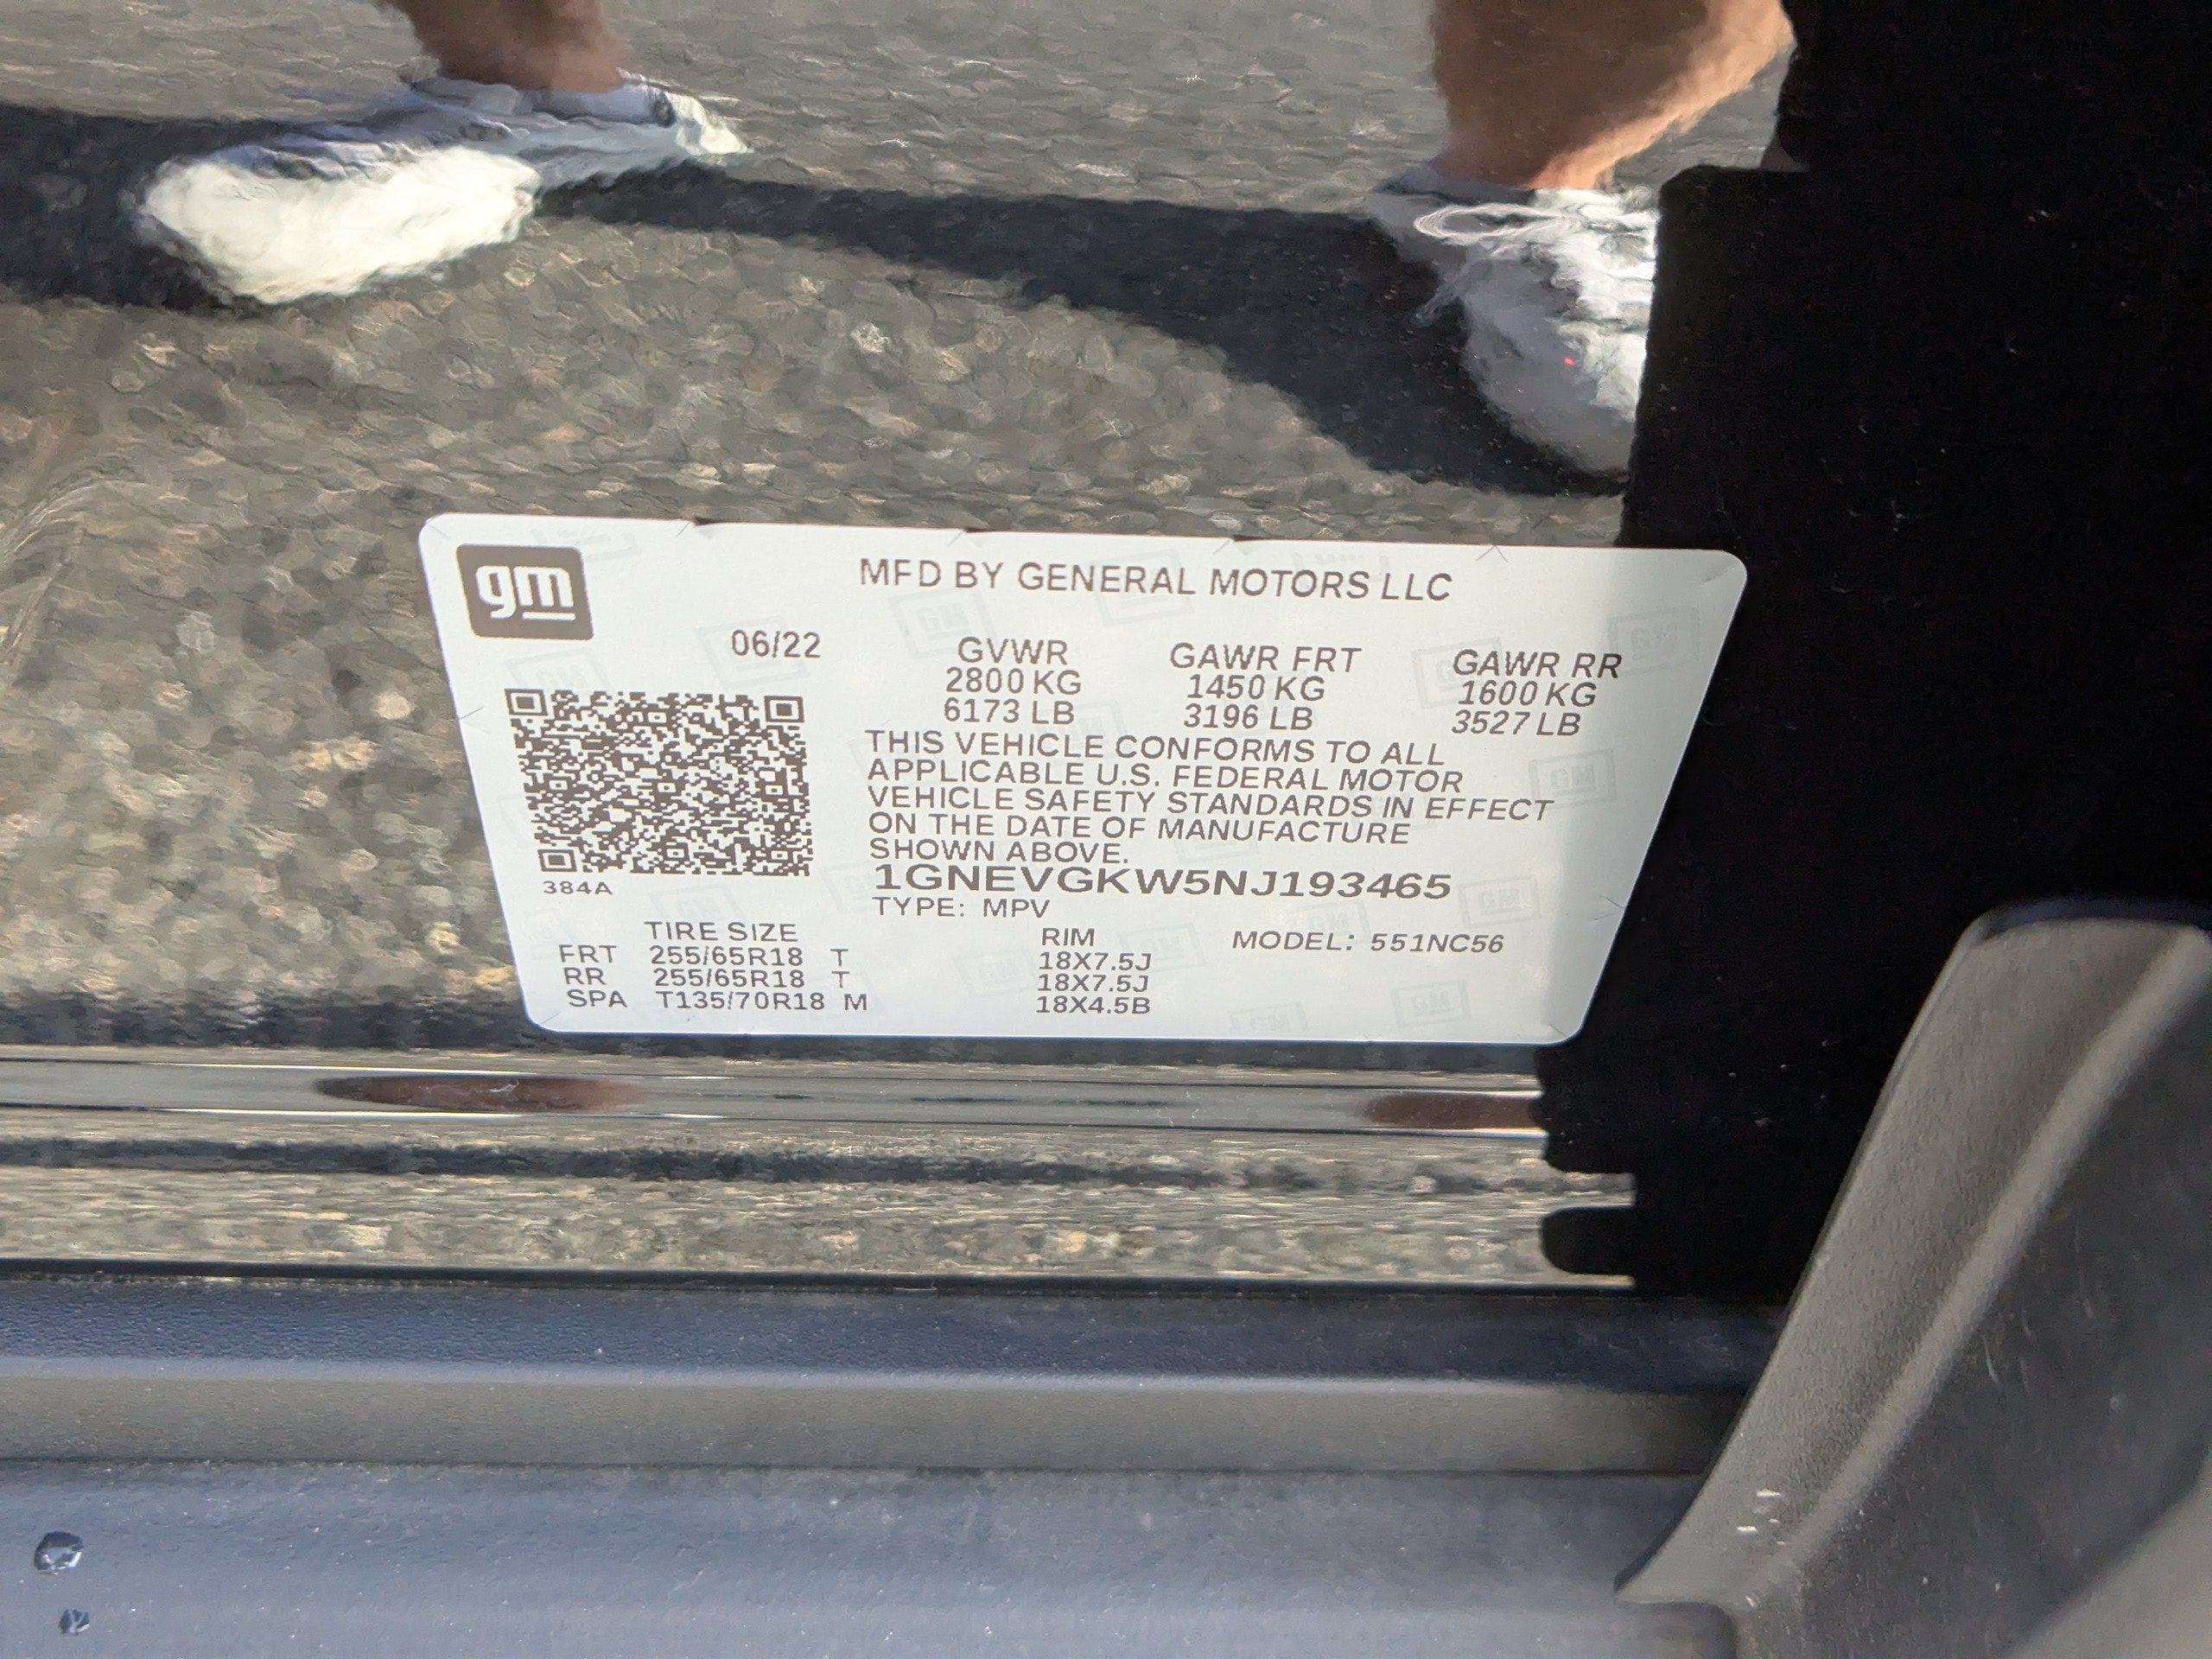 gm
MFD BY GENERAL MOTORS LLC
06/22 GVWR GAWR FRT GAWR RR
2800 KG 1450 KG 1600 KG
6173 LB 3196 LB 3527 LB
THIS VEHICLE CONFORMS TO ALL
APPLICABLE U.S. FEDERAL MOTOR
VEHICLE SAFETY STANDARDS IN EFFECT
ON THE DATE OF MANUFACTURE
SHOWN ABOVE.
384A
1GNEVGKW5NJ193465
TYPE: MPV
TIRE SIZE RIM MODEL: 551NC56
FRT 255/65R18 T 18X7.5J
RR 255/65R18 T 18X7.5J
SPA T135/70R18 M 18X4.5B